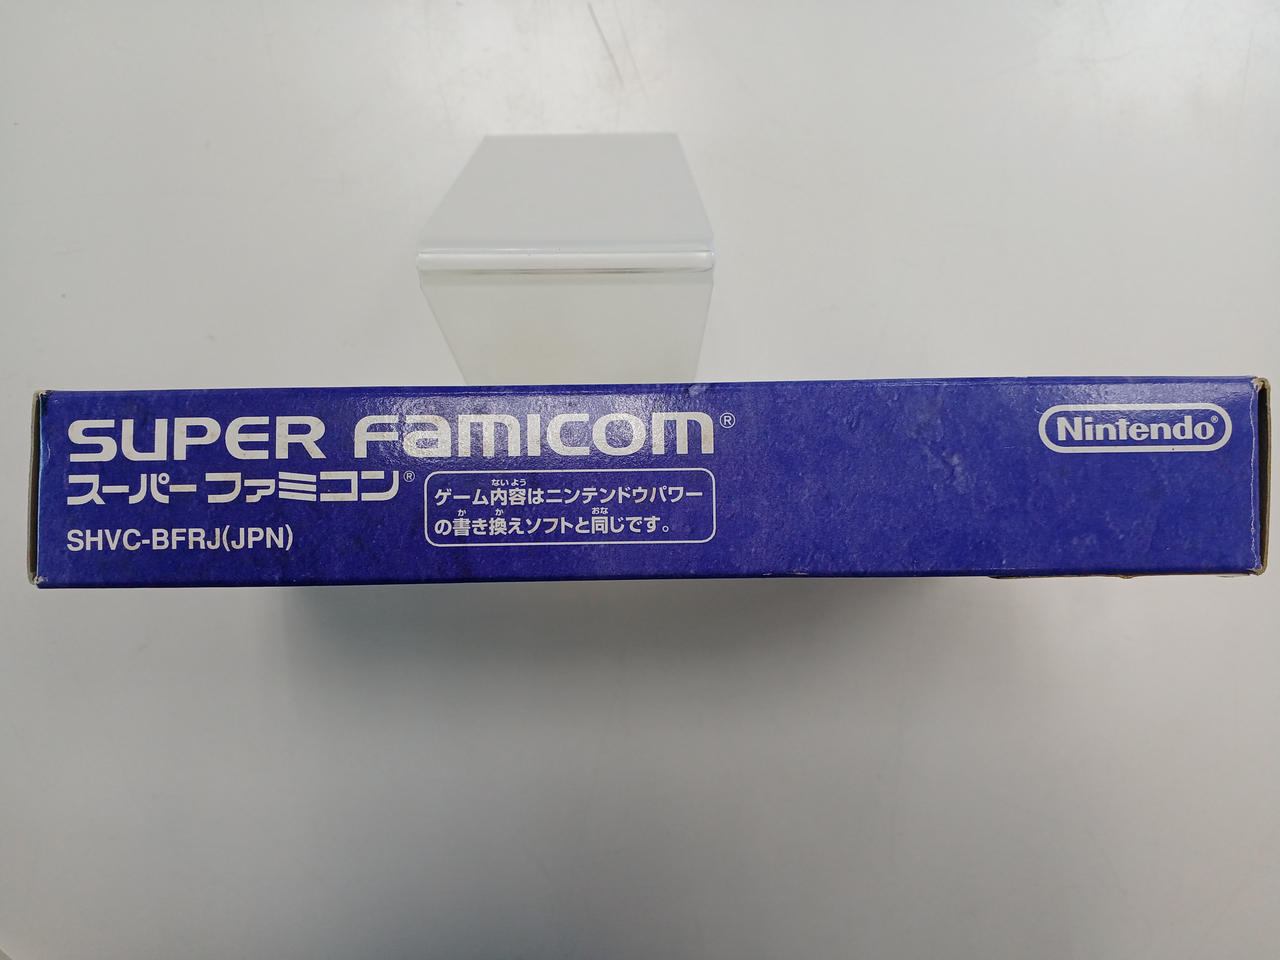 SUPER FAMICOM®
スーパーファミコン®
SHVC-BFRJ(JPN)
ないよう
ゲーム内容はニンテンドウパワー
か か おな
の書き換えソフトと同じです。
Nintendo®